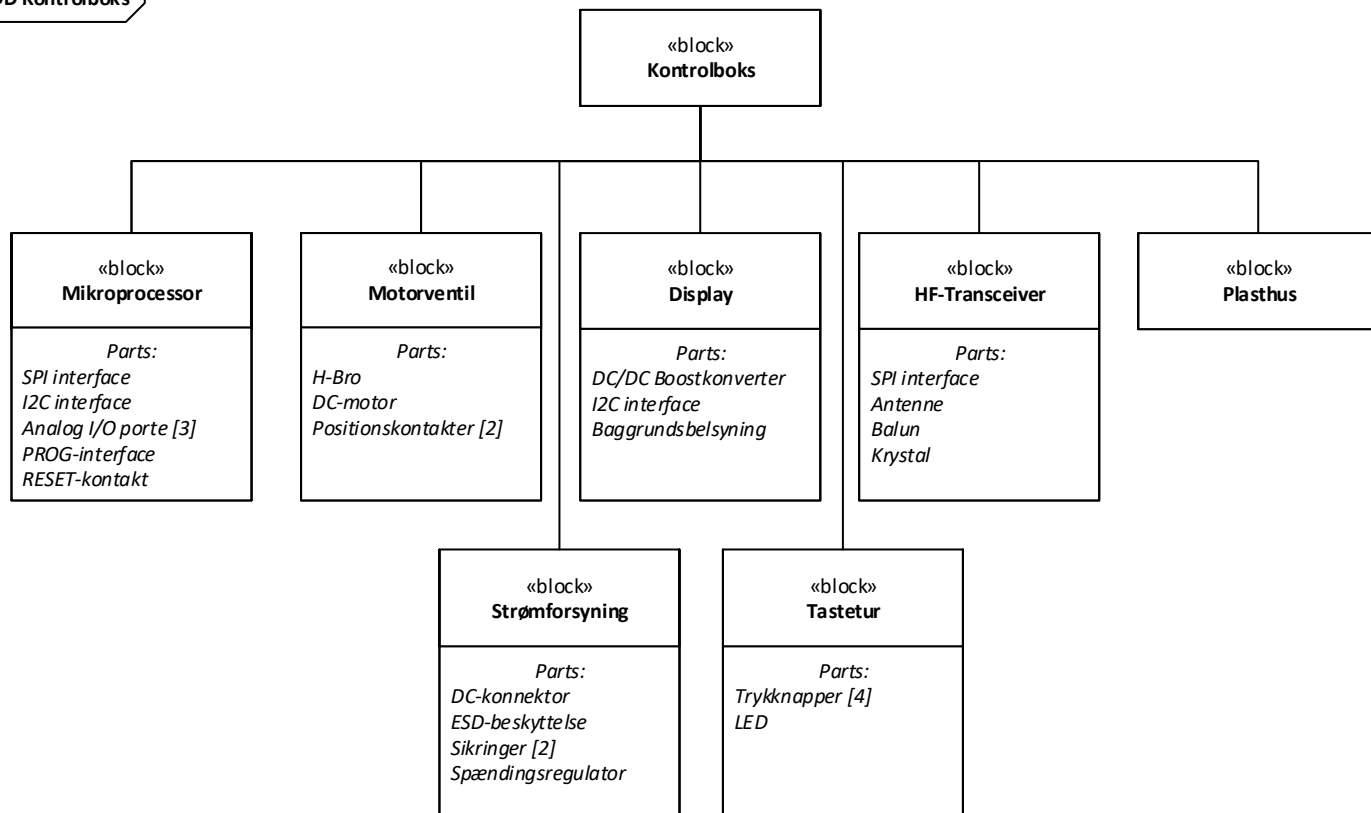 Kontrolboks
«block»
Kontrolboks
«block»
Mikroprocessor
Parts:
SPI interface
I2C interface
Analog I/O porte [3]
PROG-interface
RESET-kontakt
«block»
Motorventil
Parts:
H-Bro
DC-motor
Positionskontakter [2]
«block»
Display
Parts:
DC/DC Boostkonverter
I2C interface
Baggrundsbelsyning
«block»
HF-Transceiver
Parts:
SPI interface
Antenne
Balun
Krystal
«block»
Plasthus
«block»
Strømforsyning
Parts:
DC-konnektor
ESD-beskyttelse
Sikringer [2]
Spændingsregulator
«block»
Tastetur
Parts:
Trykknapper [4]
LED